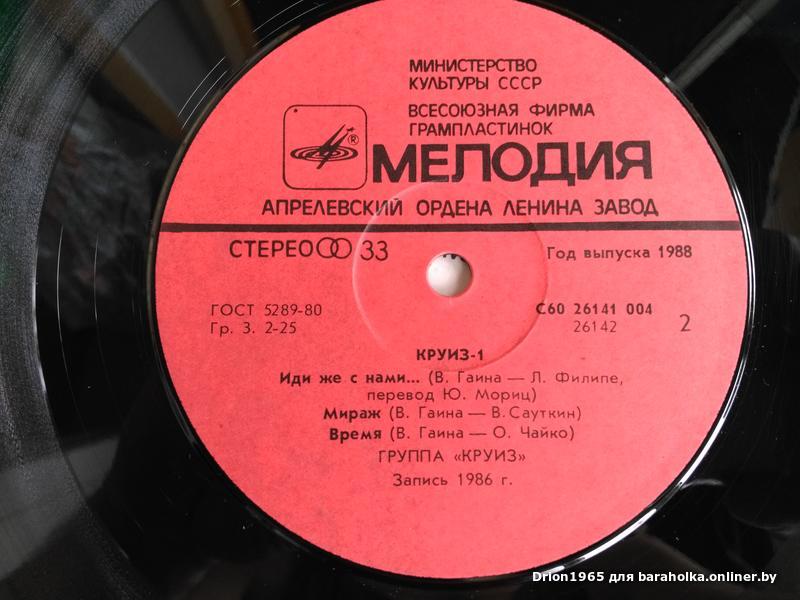 МИНИСТЕРСТВО
КУЛЬТУРЫ СССР
ВСЕСОЮЗНАЯ ФИРМА
ГРАМПЛАСТИНОК
®
МЕЛОДИЯ
АПРЕЛЕВСКИЙ ОРДЕНА ЛЕНИНА ЗАВОД
СТЕРЕО 33
Год выпуска 1988
ГОСТ 5289-80
Гр. 3. 2-25
С60 26141 004
26142
2
КРУИЗ-1
Иди же с нами... (В. Гаина — Л. Филипе,
перевод Ю. Мориц)
Мираж (В. Гаина — В. Сауткин)
Время (В. Гаина — О. Чайко)
ГРУППА «КРУИЗ»
Запись 1986 г.
Drion1965 для baraholka.onliner.by